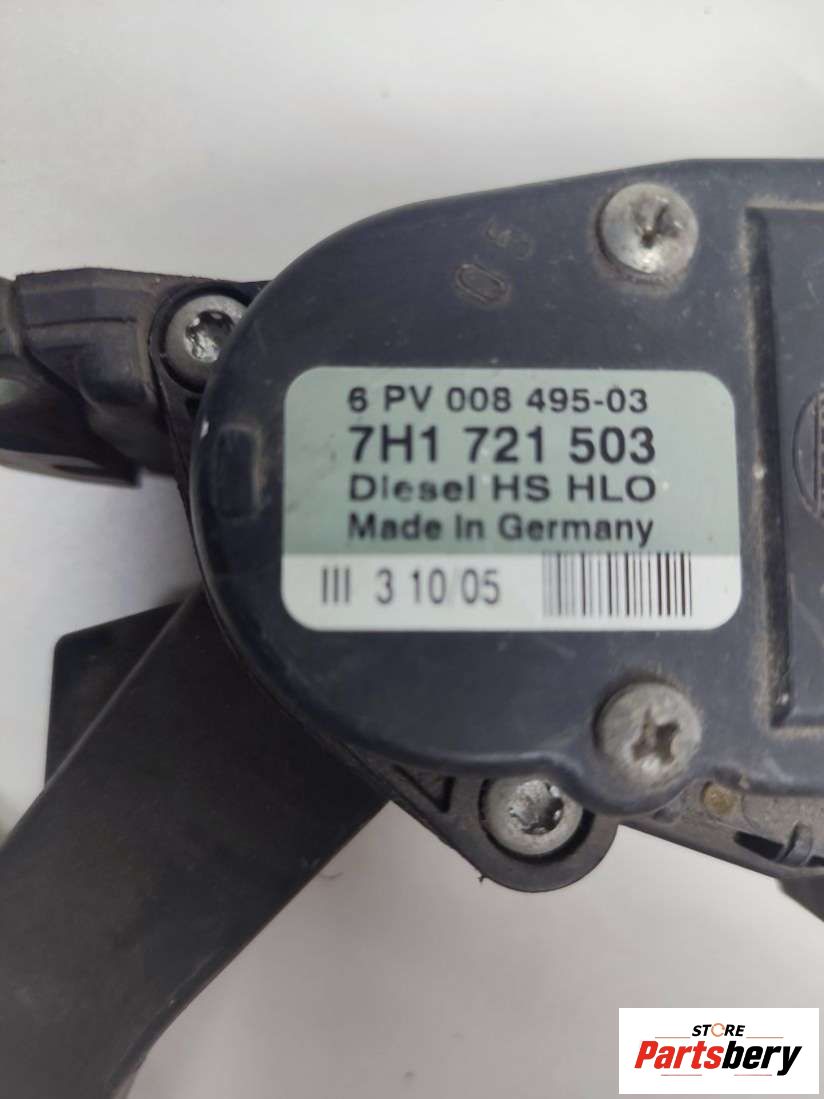 05
6 PV 008 495-03
7H1 721 503
Diesel HS HLO
Made in Germany
III 3 10/05
STORE
Partsbery